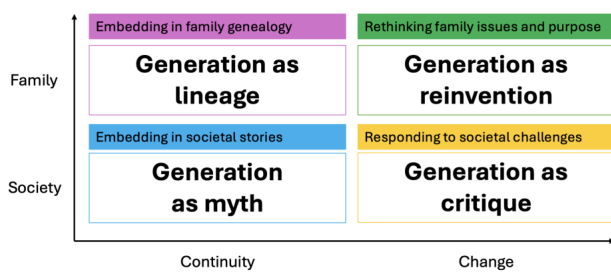 Embedding in family genealogy
Rethinking family issues and purpose
Family
Generation as
lineage
Generation as
reinvention
Embedding in societal stories
Responding to societal challenges
Society
Generation
as myth
Generation as
critique
Continuity
Change